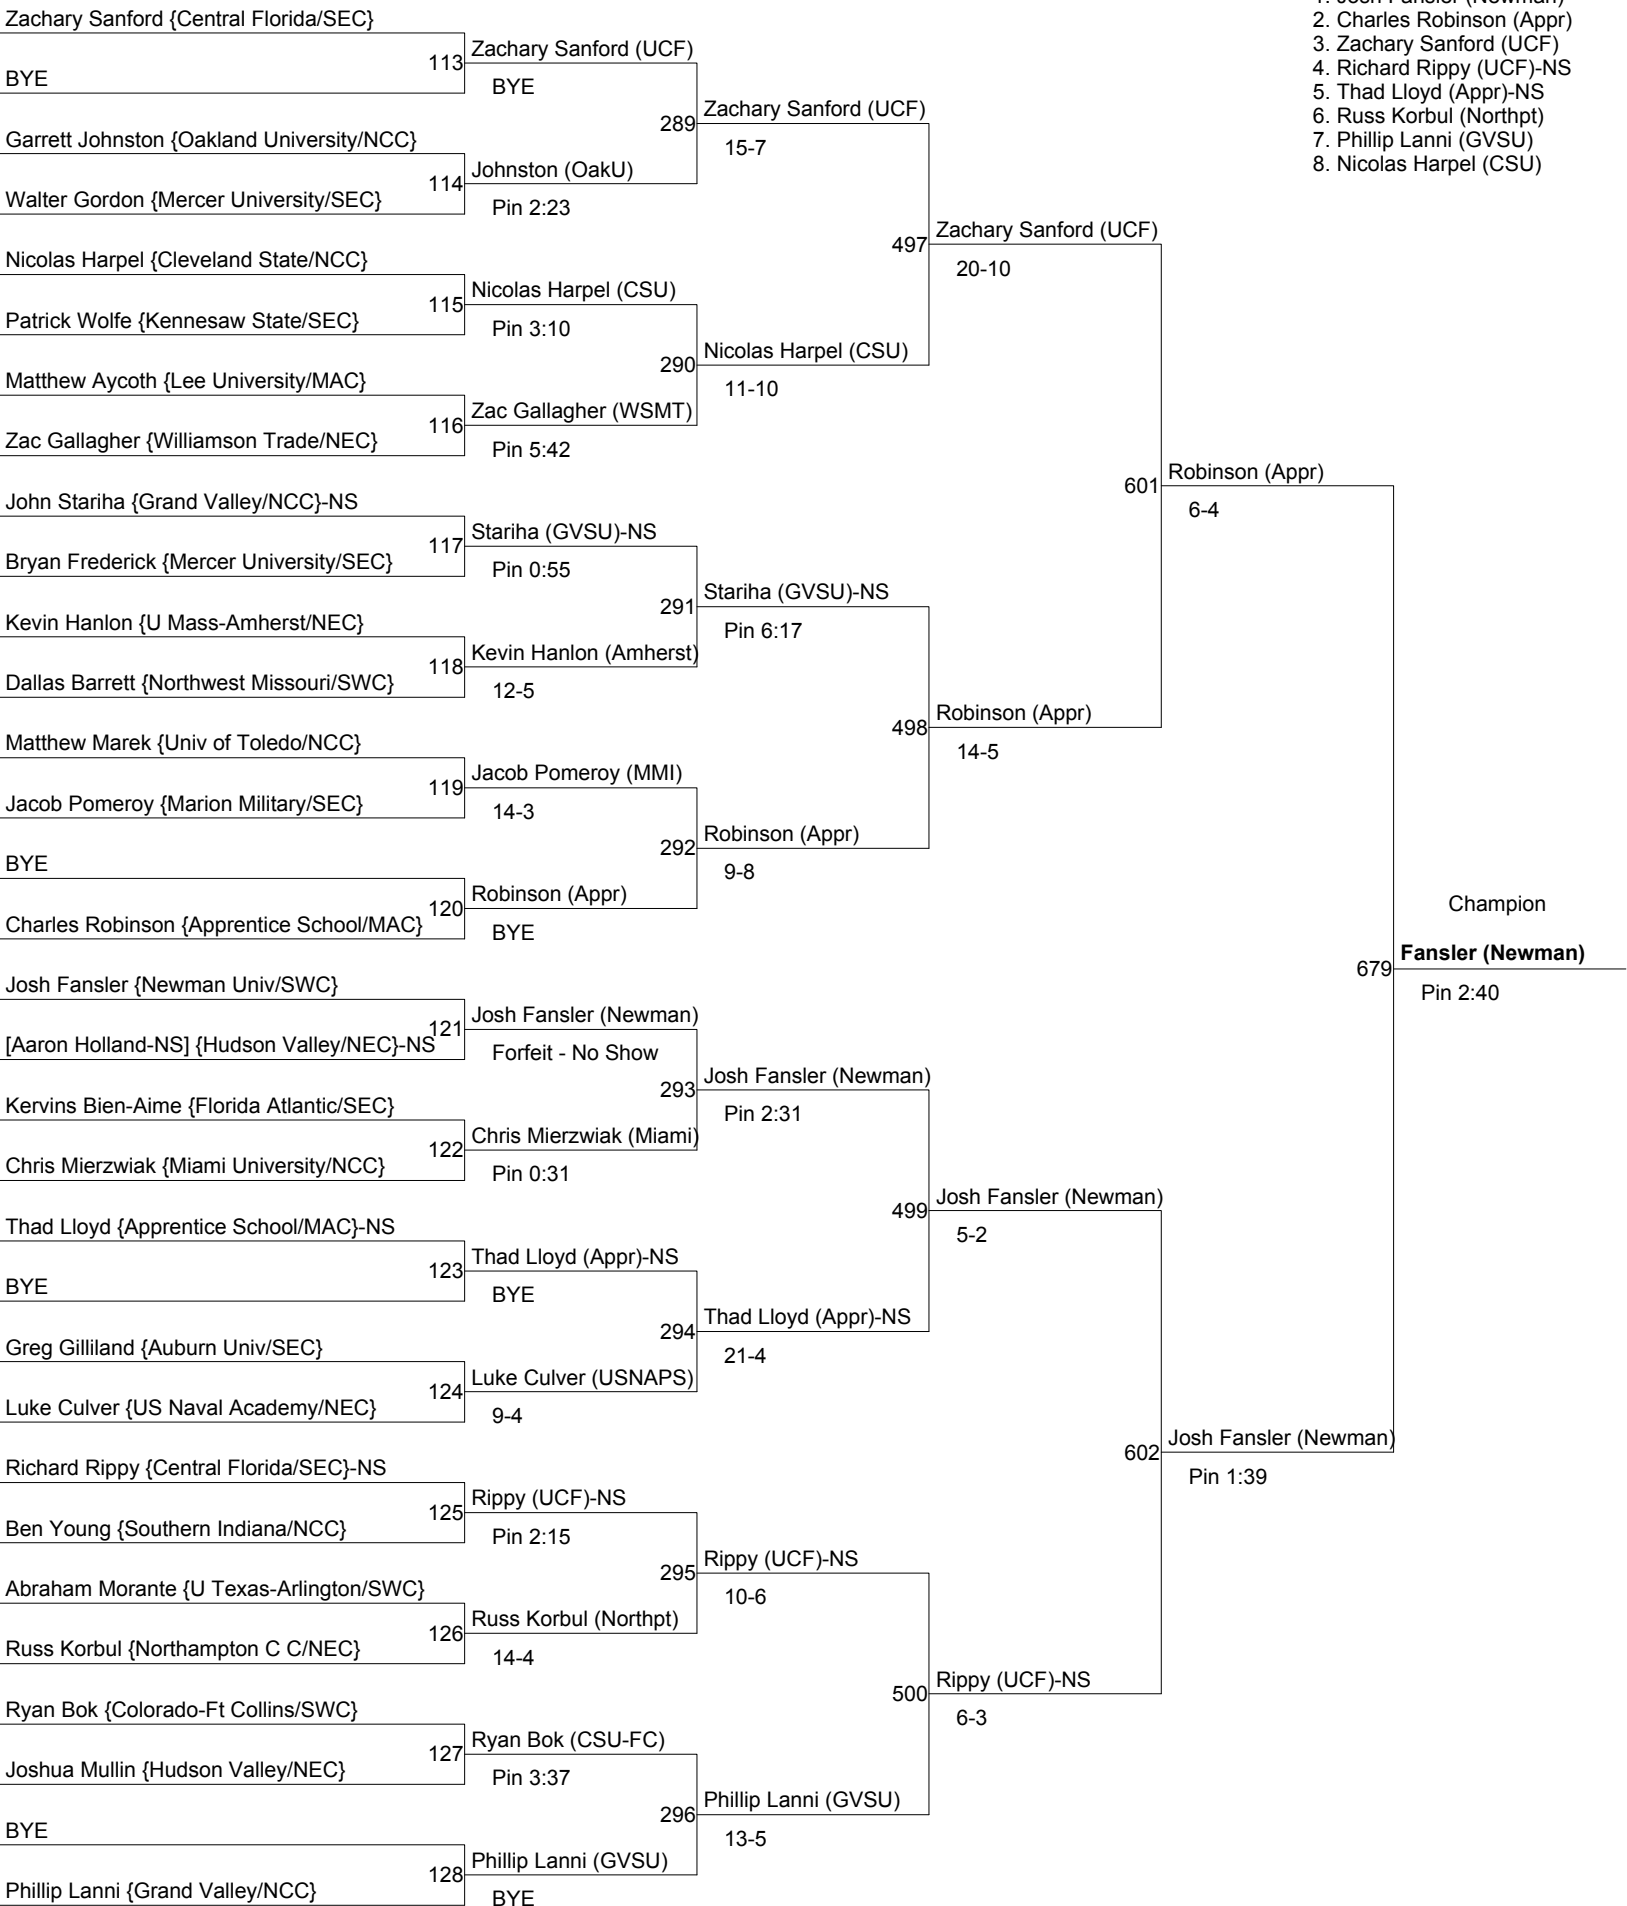 1. Josh Fansler (Newman)
2. Charles Robinson (Appr)
3. Zachary Sanford (UCF)
4. Richard Rippy (UCF)-NS
5. Thad Lloyd (Appr)-NS
6. Russ Korbul (Northpt)
7. Phillip Lanni (GVSU)
8. Nicolas Harpel (CSU)
Zachary Sanford {Central Florida/SEC}
113
BYE
Garrett Johnston {Oakland University/NCC}
114
Walter Gordon {Mercer University/SEC}
Nicolas Harpel {Cleveland State/NCC}
115
Patrick Wolfe {Kennesaw State/SEC}
Matthew Aycoth {Lee University/MAC}
116
Zac Gallagher {Williamson Trade/NEC}
John Stariha {Grand Valley/NCC}-NS
117
Bryan Frederick {Mercer University/SEC}
Kevin Hanlon {U Mass-Amherst/NEC}
118
Dallas Barrett {Northwest Missouri/SWC}
Matthew Marek {Univ of Toledo/NCC}
119
Jacob Pomeroy {Marion Military/SEC}
BYE
120
Charles Robinson {Apprentice School/MAC}
Josh Fansler {Newman Univ/SWC}
121
[Aaron Holland-NS] {Hudson Valley/NEC}-NS
Kervins Bien-Aime {Florida Atlantic/SEC}
122
Chris Mierzwiak {Miami University/NCC}
Thad Lloyd {Apprentice School/MAC}-NS
123
BYE
Greg Gilliland {Auburn Univ/SEC}
124
Luke Culver {US Naval Academy/NEC}
Richard Rippy {Central Florida/SEC}-NS
125
Ben Young {Southern Indiana/NCC}
Abraham Morante {U Texas-Arlington/SWC}
126
Russ Korbul {Northampton C C/NEC}
Ryan Bok {Colorado-Ft Collins/SWC}
127
Joshua Mullin {Hudson Valley/NEC}
BYE
128
Phillip Lanni {Grand Valley/NCC}
Zachary Sanford (UCF)
BYE
289
Johnston (OakU)
Pin 2:23
Nicolas Harpel (CSU)
Pin 3:10
290
Zac Gallagher (WSMT)
Pin 5:42
Stariha (GVSU)-NS
Pin 0:55
291
Kevin Hanlon (Amherst)
12-5
Jacob Pomeroy (MMI)
14-3
292
Robinson (Appr)
BYE
Josh Fansler (Newman)
Forfeit - No Show
293
Chris Mierzwiak (Miami)
Pin 0:31
Thad Lloyd (Appr)-NS
BYE
294
Luke Culver (USNAPS)
9-4
Rippy (UCF)-NS
Pin 2:15
295
Russ Korbul (Northpt)
14-4
Ryan Bok (CSU-FC)
Pin 3:37
296
Phillip Lanni (GVSU)
BYE
Zachary Sanford (UCF)
15-7
497
Nicolas Harpel (CSU)
11-10
Stariha (GVSU)-NS
Pin 6:17
498
Robinson (Appr)
9-8
Josh Fansler (Newman)
Pin 2:31
499
Thad Lloyd (Appr)-NS
21-4
Rippy (UCF)-NS
10-6
500
Phillip Lanni (GVSU)
13-5
Zachary Sanford (UCF)
20-10
601
Robinson (Appr)
14-5
Josh Fansler (Newman)
5-2
602
Rippy (UCF)-NS
6-3
Robinson (Appr)
6-4
679
Josh Fansler (Newman)
Pin 1:39
Champion
Fansler (Newman)
Pin 2:40